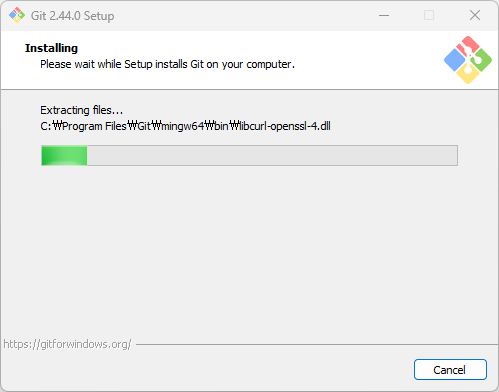 Git 2.44.0 Setup
Installing
Please wait while Setup installs Git on your computer.
Extracting files...
C:₩Program Files₩Git₩mingw64₩bin₩libcurl-openssl-4.dll
https://gitforwindows.org/
Cancel